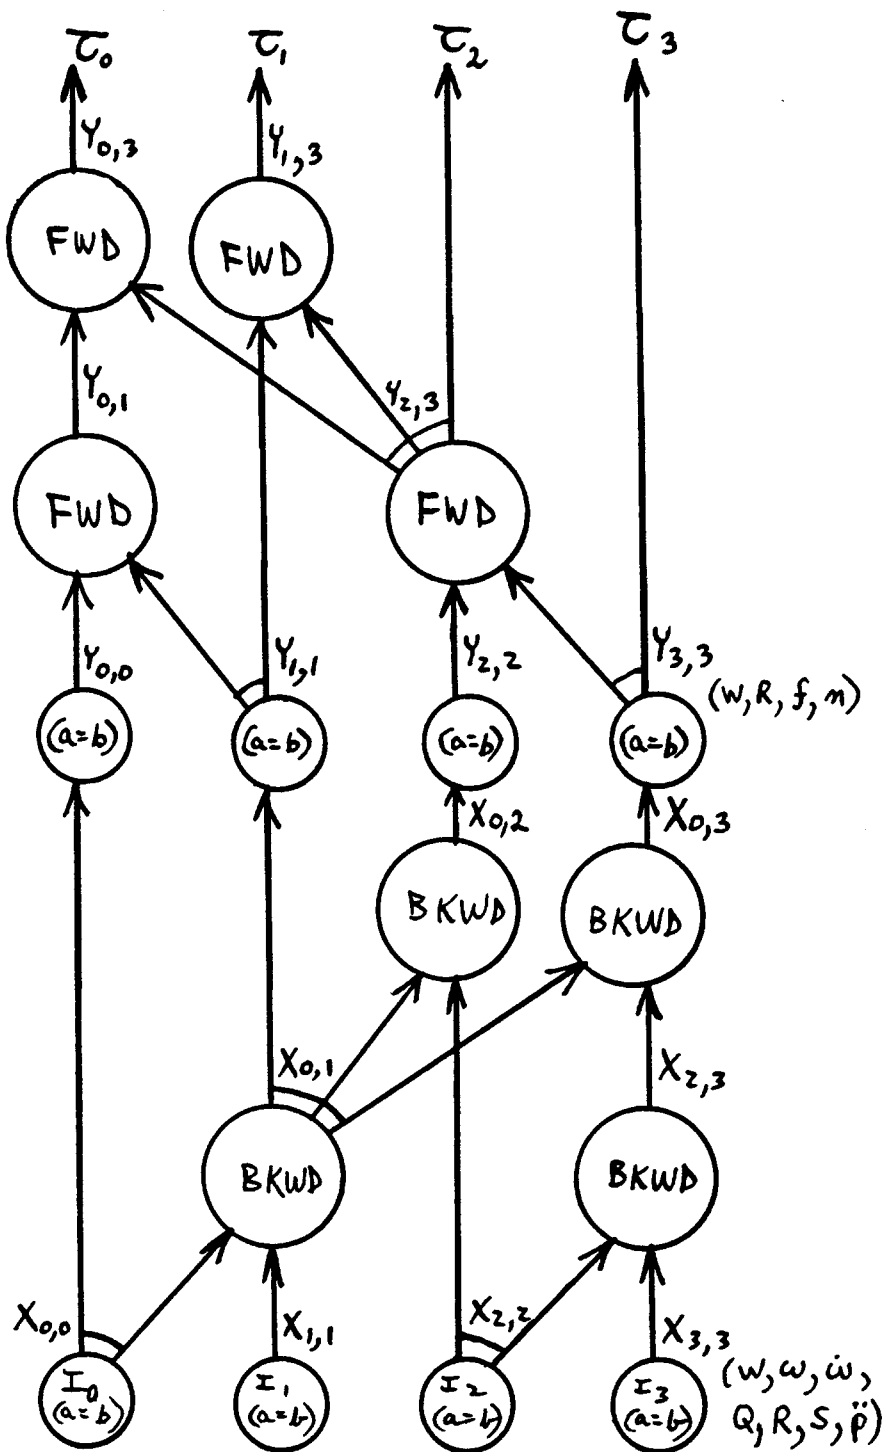 τ₀ τ₁ τ₂ τ₃
Y₀,₃ Y₁,₃
FWD FWD
Y₀,₁ Y₂,₃
FWD FWD
Y₀,₀ Y₁,₁ Y₂,₂ Y₃,₃
(W, R, f, n)
(a=b) (a=b) (a=b) (a=b)
X₀,₂ X₀,₃
BKWD BKWD
X₀,₁ X₂,₃
BKWD BKWD
X₀,₀ X₁,₁ X₂,₂ X₃,₃
I₀ I₁ I₂ I₃ (W, ω, ω̇,
(a=b) (a=b) (a=b) (a=b) Q, R, S, p̈)